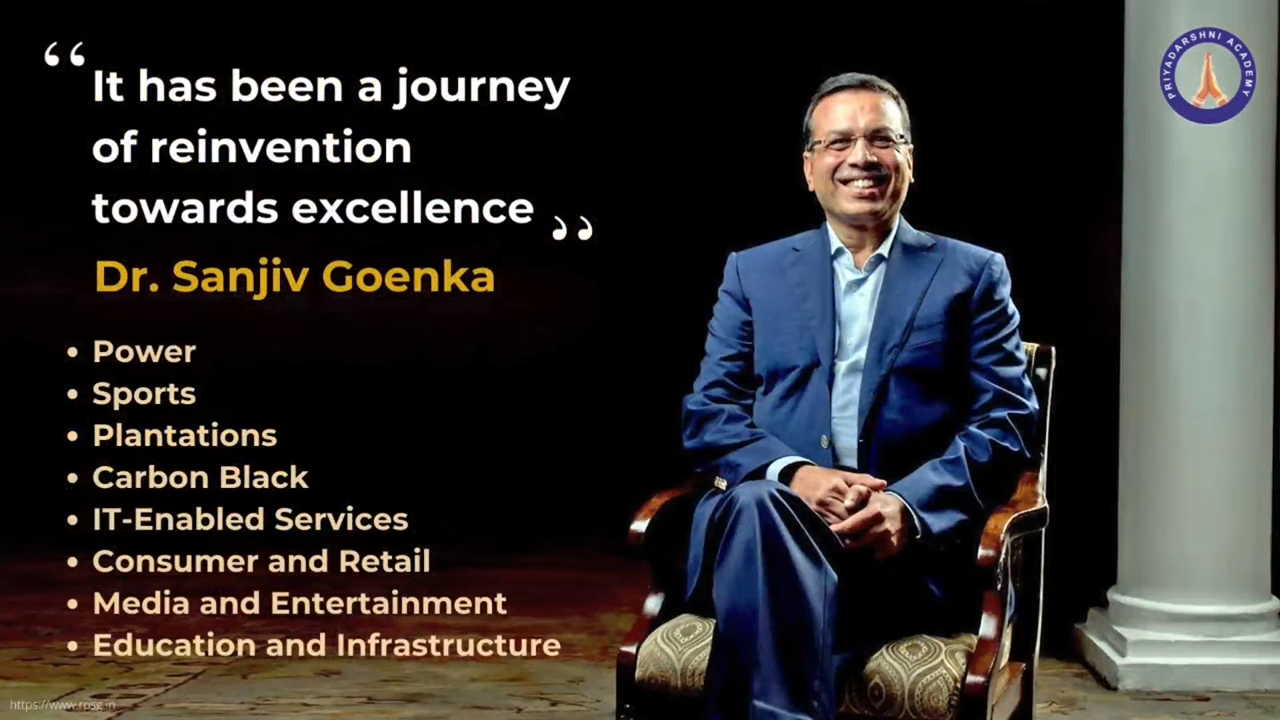 “ It has been a journey
of reinvention
towards excellence ”
Dr. Sanjiv Goenka
• Power
• Sports
• Plantations
• Carbon Black
• IT-Enabled Services
• Consumer and Retail
• Media and Entertainment
• Education and Infrastructure
PRIYADARSHNI ACADEMY
https://www.rpsg.in